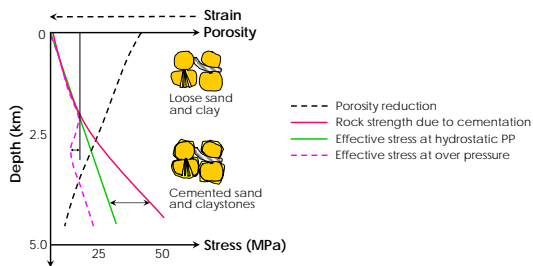 Strain
0
Porosity
Loose sand
and clay
Depth (km)
2.5
Cemented sand
and claystones
5.0
25
50
Stress (MPa)
Porosity reduction
Rock strength due to cementation
Effective stress at hydrostatic PP
Effective stress at over pressure